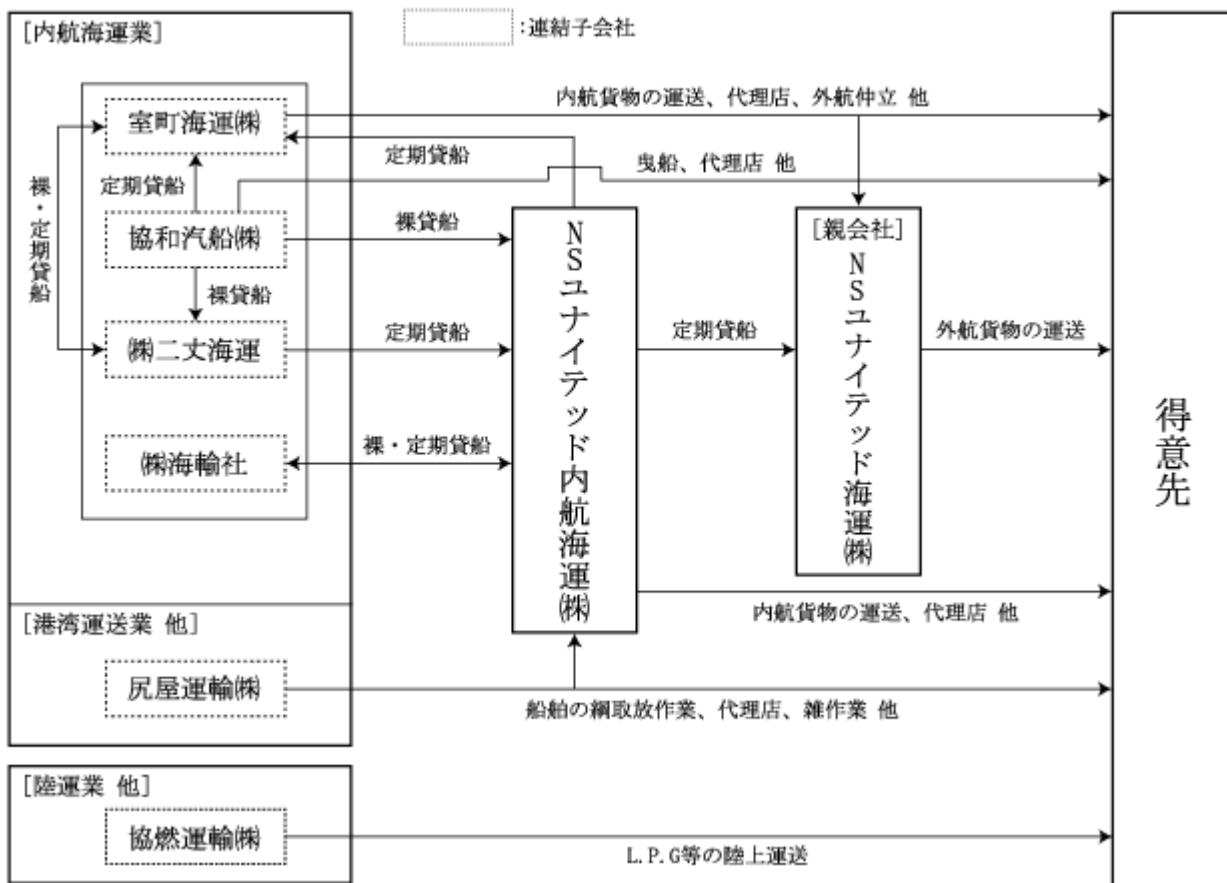 [内航海運業]
:連結子会社
内航貨物の運送、代理店、外航仲立 他
室町海運㈱
定期貸船
曳船、代理店 他
定期貸船
裸・定期貸船
協和汽船㈱
裸貸船
裸貸船
㈱二丈海運
定期貸船
㈱海輸社
裸・定期貸船
NSユナイテッド内航海運㈱
定期貸船
[親会社]
NSユナイテッド海運㈱
外航貨物の運送
得意先
内航貨物の運送、代理店 他
[港湾運送業 他]
尻屋運輸㈱
船舶の綱取放作業、代理店、雑作業 他
[陸運業 他]
協燃運輸㈱
L.P.G等の陸上運送